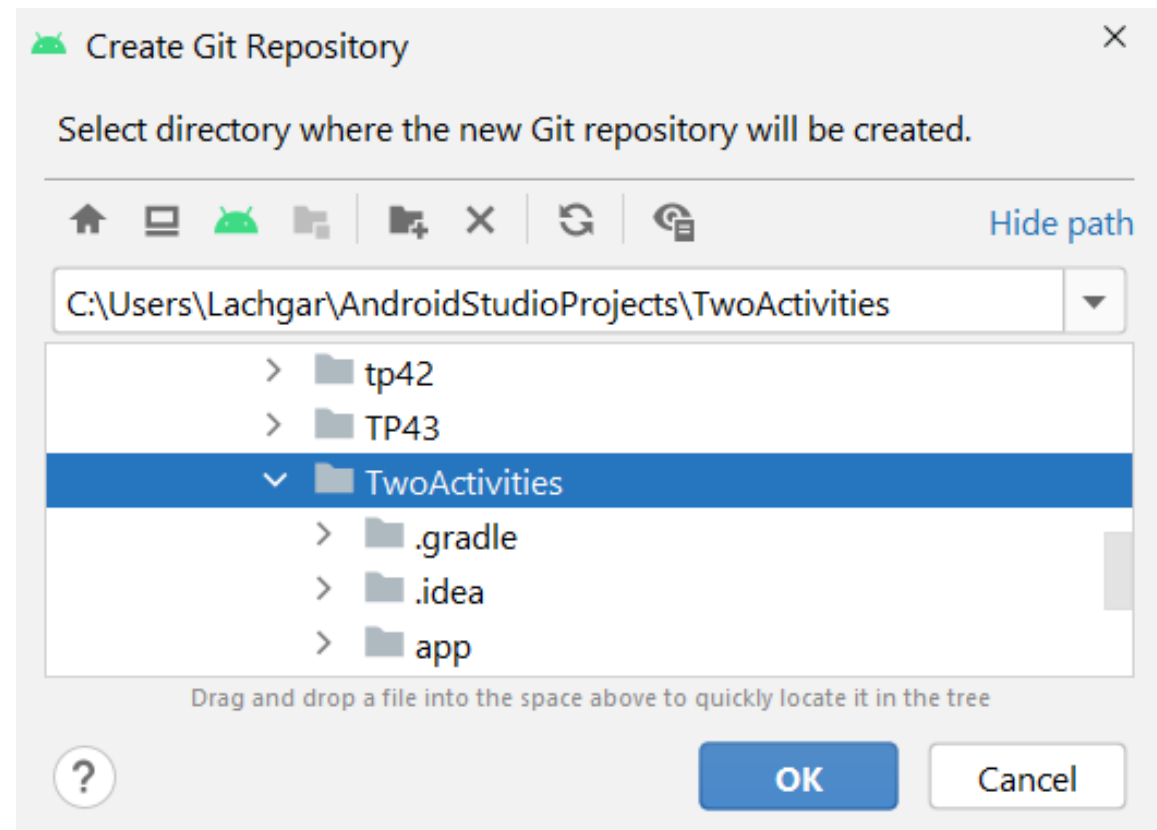 Create Git Repository
Select directory where the new Git repository will be created.
Hide path
C:\Users\Lachgar\AndroidStudioProjects\TwoActivities
tp42
TP43
TwoActivities
.gradle
.idea
app
Drag and drop a file into the space above to quickly locate it in the tree
? OK Cancel